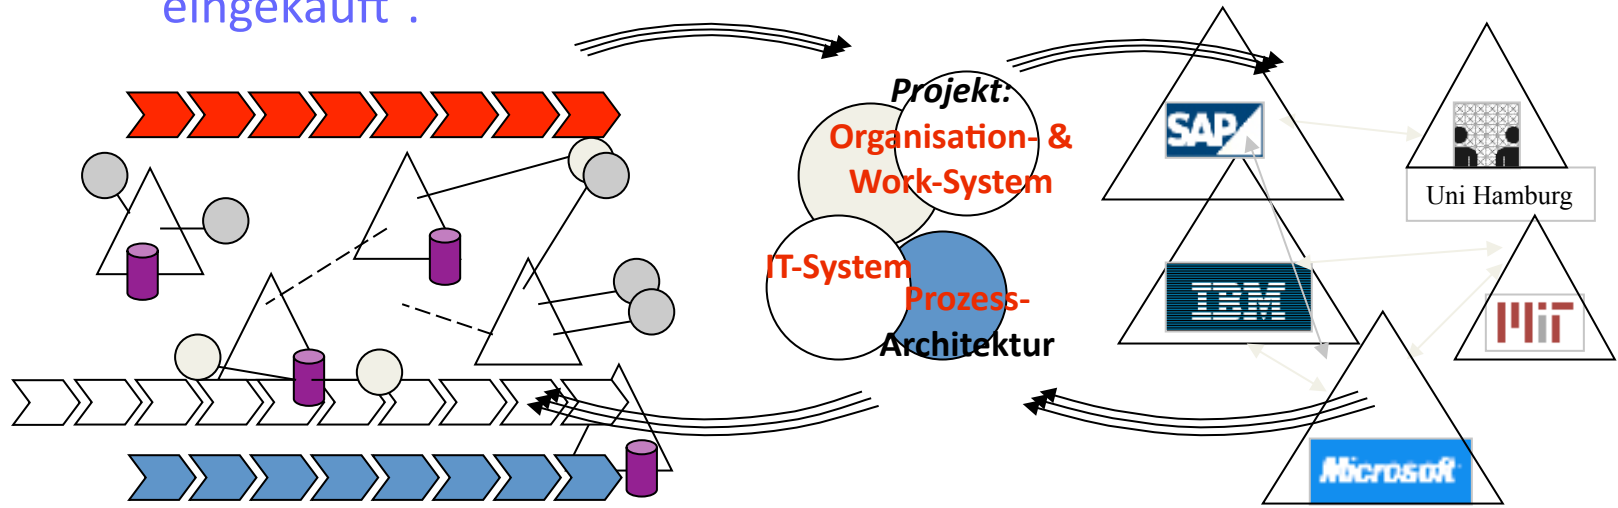 eingekauft".
Projekt:
Organisation- &
Work-System
IT-System
Prozess-
Architektur
SAP
Uni Hamburg
IBM
MIT
Microsoft